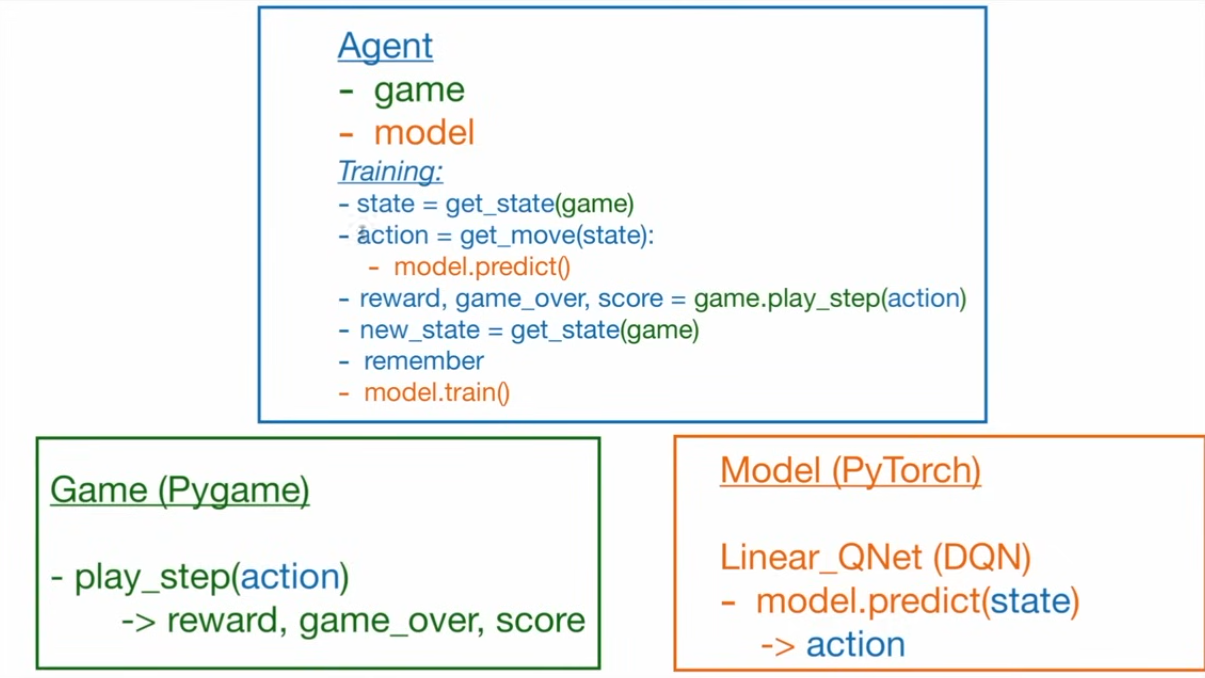 Agent
- game
- model
Training:
- state = get_state(game)
- action = get_move(state):
- model.predict()
- reward, game_over, score = game.play_step(action)
- new_state = get_state(game)
- remember
- model.train()
Game (Pygame)
- play_step(action)
-> reward, game_over, score
Model (PyTorch)
Linear_QNet (DQN)
- model.predict(state)
-> action